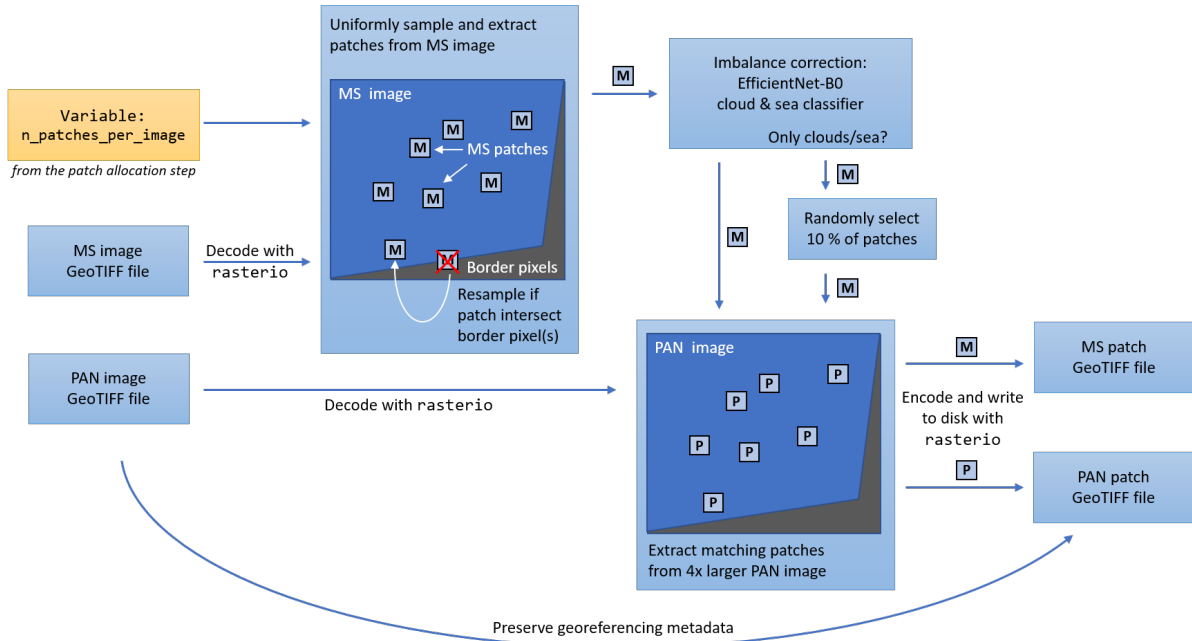 Variable:
n_patches_per_image
from the patch allocation step
MS image
GeoTIFF file
Decode with
rasterio
PAN image
GeoTIFF file
Decode with rasterio
Uniformly sample and extract
patches from MS image
MS image
M
M
M
MS patches
M
M
M
M
M
Border pixels
Resample if
patch intersect
border pixel(s)
M
Imbalance correction:
EfficientNet-B0
cloud & sea classifier
Only clouds/sea?
M
M
Randomly select
10 % of patches
M
PAN image
P
P
P
P
P
P
P
Extract matching patches
from 4x larger PAN image
M
Encode and write
to disk with
rasterio
P
MS patch
GeoTIFF file
PAN patch
GeoTIFF file
Preserve georeferencing metadata